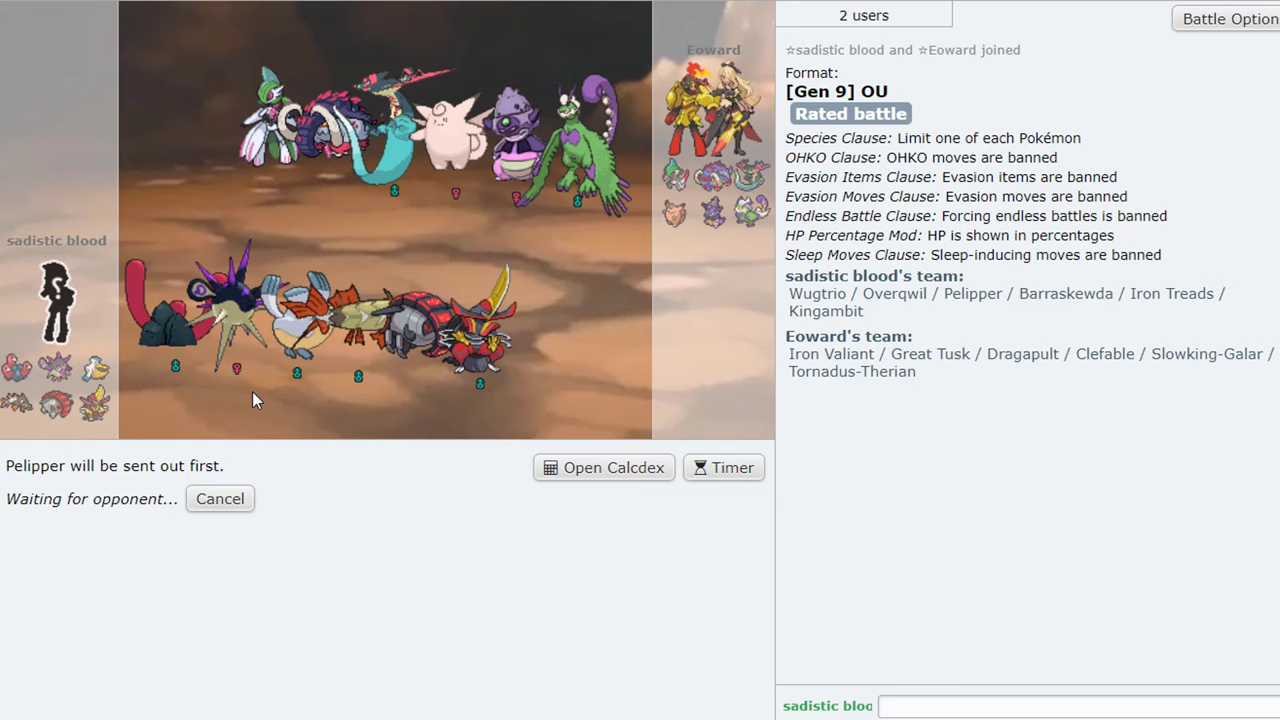 2 users
Battle Option
☆sadistic blood and ☆Eoward joined
Format:
[Gen 9] OU
Rated battle
Species Clause: Limit one of each Pokémon
OHKO Clause: OHKO moves are banned
Evasion Items Clause: Evasion items are banned
Evasion Moves Clause: Evasion moves are banned
Endless Battle Clause: Forcing endless battles is banned
HP Percentage Mod: HP is shown in percentages
Sleep Moves Clause: Sleep-inducing moves are banned
sadistic blood's team:
Wugtrio / Overqwil / Pelipper / Barraskewda / Iron Treads /
Kingambit
Eoward's team:
Iron Valiant / Great Tusk / Dragapult / Clefable / Slowking-Galar /
Tornadus-Therian
Eoward
sadistic blood
Pelipper will be sent out first.
Open Calcdex
Timer
Waiting for opponent...
Cancel
sadistic bloo